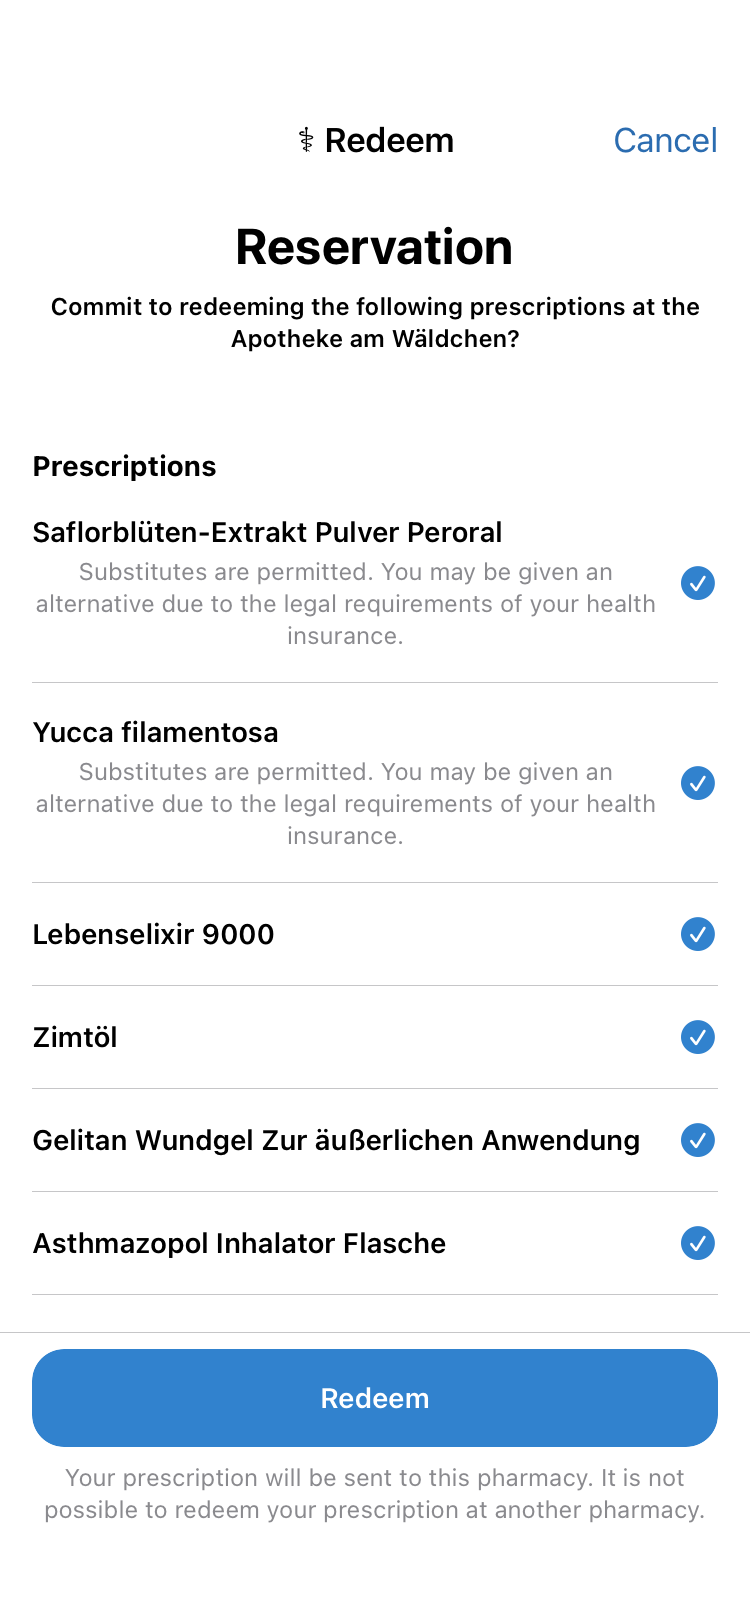 ⚕ Redeem
Cancel
Reservation
Commit to redeeming the following prescriptions at the
Apotheke am Wäldchen?
Prescriptions
Saflorblüten-Extrakt Pulver Peroral
Substitutes are permitted. You may be given an
alternative due to the legal requirements of your health
insurance.
Yucca filamentosa
Substitutes are permitted. You may be given an
alternative due to the legal requirements of your health
insurance.
Lebenselixir 9000
Zimtöl
Gelitan Wundgel Zur äußerlichen Anwendung
Asthmazopol Inhalator Flasche
Redeem
Your prescription will be sent to this pharmacy. It is not
possible to redeem your prescription at another pharmacy.